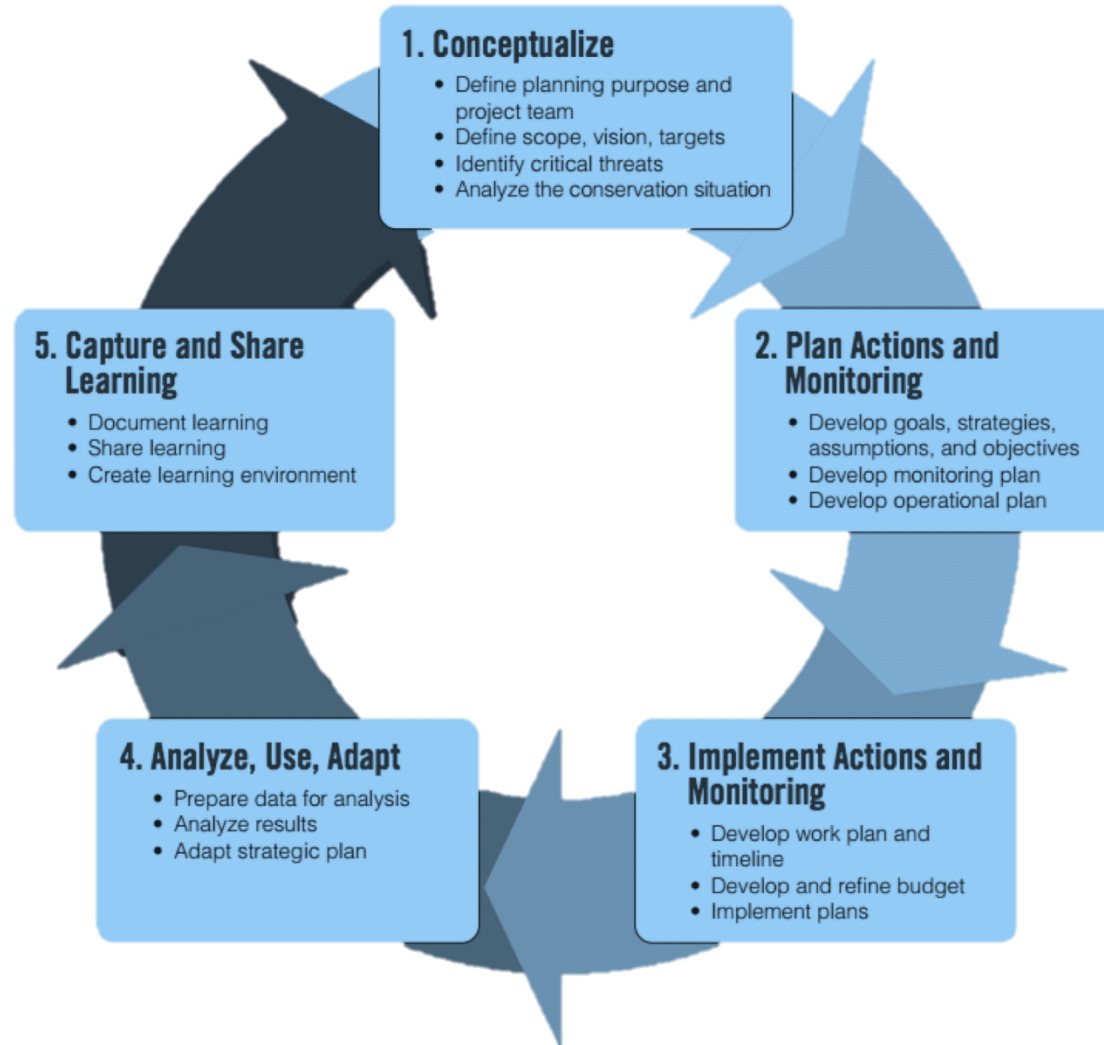 1. Conceptualize
• Define planning purpose and
project team
• Define scope, vision, targets
• Identify critical threats
• Analyze the conservation situation
2. Plan Actions and
Monitoring
• Develop goals, strategies,
assumptions, and objectives
• Develop monitoring plan
• Develop operational plan
3. Implement Actions and
Monitoring
• Develop work plan and
timeline
• Develop and refine budget
• Implement plans
4. Analyze, Use, Adapt
• Prepare data for analysis
• Analyze results
• Adapt strategic plan
5. Capture and Share
Learning
• Document learning
• Share learning
• Create learning environment